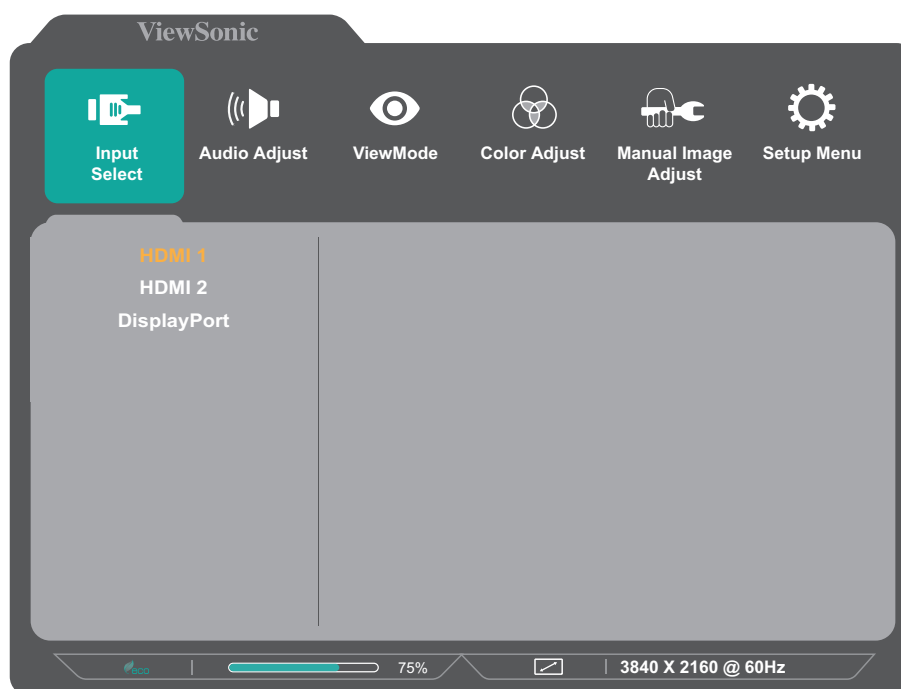 ViewSonic
Input
Select
Audio Adjust
ViewMode
Color Adjust
Manual Image
Adjust
Setup Menu
HDMI 1
HDMI 2
DisplayPort
eco
75%
3840 X 2160 @ 60Hz